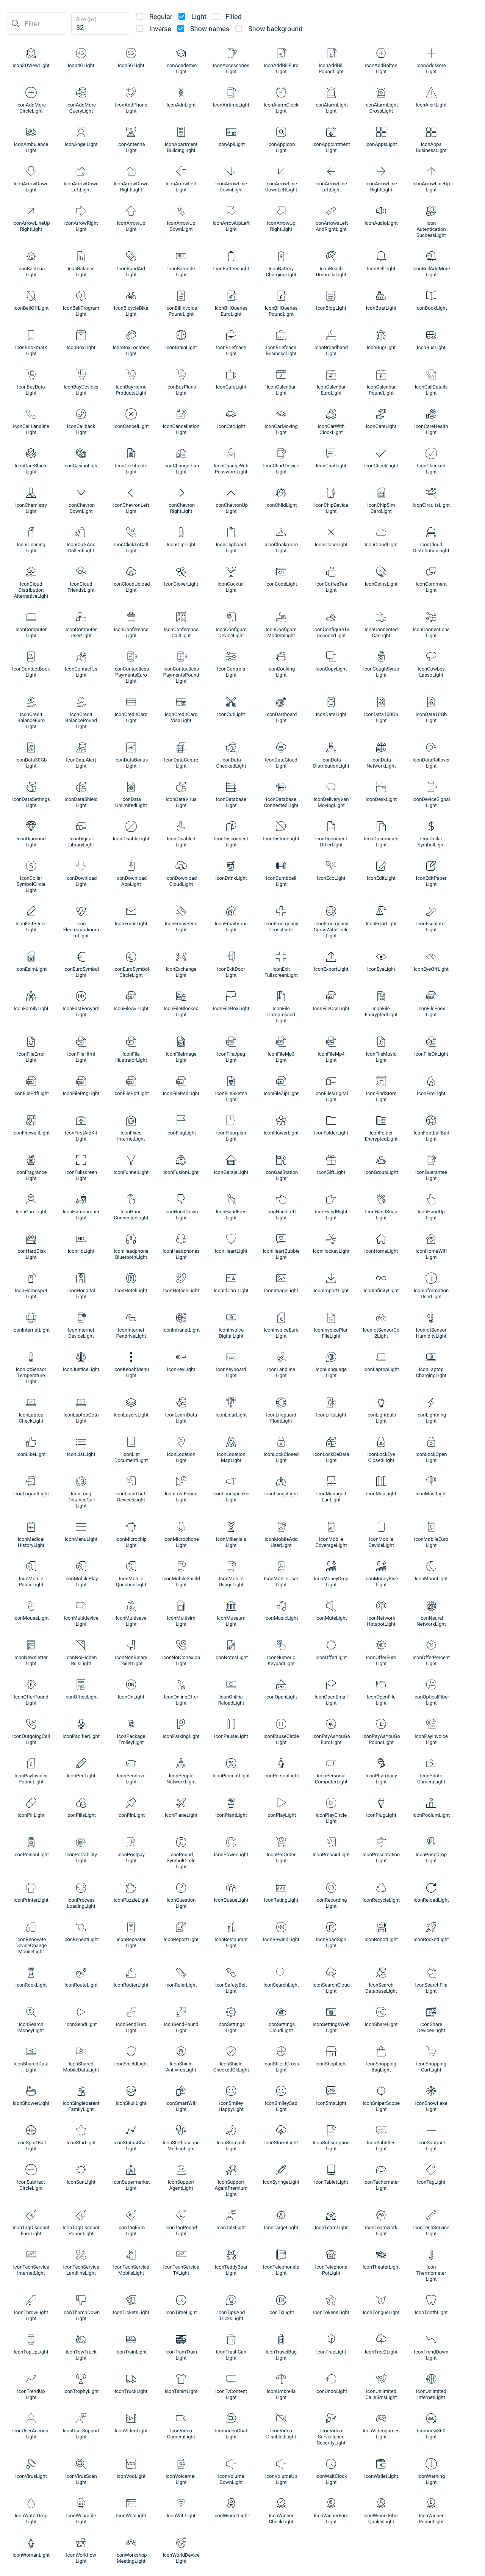 Filter
Size (px)
32
Regular
Light
Filled
Inverse
Show names
Show background
Icon3DViewLight
Icon4GLight
Icon5GLight
IconAcademic Light
IconAccessories Light
IconAddBillEuro Light
IconAddBill PoundLight
IconAddBolton Light
IconAddMore Light
IconAddMore CircleLight
IconAddMore QueryLight
IconAddPhone Light
IconAdnLight
IconAirtimeLight
IconAlarmClock Light
IconAlarmLight Light
IconAlarmLight CrossLight
IconAlertLight
IconAmbulance Light
IconAngelLight
IconAntenna Light
IconApartment BuildingLight
IconApiLight
IconAppIcon Light
IconAppointment Light
IconAppsLight
IconApps BusinessLight
IconArrowDown Light
IconArrowDown LeftLight
IconArrowDown RightLight
IconArrowLeft Light
IconArrowLine DownLight
IconArrowLine DownLeftLight
IconArrowLine LeftLight
IconArrowLine RightLight
IconArrowLineUp Light
IconArrowLineUp RightLight
IconArrowRight Light
IconArrowUp Light
IconArrowUp DownLight
IconArrowUpLeft Light
IconArrowUp RightLight
IconArrowsLeft AndRightLight
IconAudioLight
Icon Autentication SuccessLight
IconBacteria Light
IconBalance Light
IconBandAid Light
IconBarcode Light
IconBatteryLight
IconBattery ChargingLight
IconBeach UmbrellaLight
IconBellLight
IconBellAddMore Light
IconBellOffLight
IconBellProgram Light
IconBicycleBike Light
IconBillInvoice PoundLight
IconBillQueries EuroLight
IconBillQueries PoundLight
IconBlogLight
IconBoatLight
IconBookLight
IconBookmark Light
IconBoxLight
IconBoxLocation Light
IconBrainLight
IconBriefcase Light
IconBriefcase BusinessLight
IconBroadband Light
IconBugLight
IconBusLight
IconBuyData Light
IconBuyDevices Light
IconBuyHome ProductsLight
IconBuyPlans Light
IconCafeLight
IconCalendar Light
IconCalendar EuroLight
IconCalendar PoundLight
IconCallDetails Light
IconCallLandline Light
IconCallback Light
IconCancelLight
IconCancellation Light
IconCarLight
IconCarMoving Light
IconCarWith ClockLight
IconCareLight
IconCareHealth Light
IconCareShield Light
IconCasinoLight
IconCertificate Light
IconChangePlan Light
IconChangeWifi PasswordLight
IconChartDevice Light
IconChatLight
IconCheckLight
IconChecked Light
IconChemistry Light
IconChevron DownLight
IconChevronLeft Light
IconChevron RightLight
IconChevronUp Light
IconChildLight
IconChipDevice Light
IconChipSim CardLight
IconCircuitsLight
IconCleaning Light
IconClickAnd CollectLight
IconClickToCall Light
IconClipLight
IconClipboard Light
IconCloakroom Light
IconCloseLight
IconCloudLight
IconCloud DistributionLight
IconCloud Distribution AlternativeLight
IconCloud FriendsLight
IconCloudUpload Light
IconCloverLight
IconCocktail Light
IconCodeLight
IconCoffeeTea Light
IconCoinsLight
IconComment Light
IconComputer Light
IconComputer UserLight
IconConference Light
IconConference CallLight
IconConfigure DeviceLight
IconConfigure ModemLight
IconConfigureTv DecoderLight
IconConnected CarLight
IconConnections Light
IconContactBook Light
IconContactUs Light
IconContactless PaymentsEuro Light
IconContactless PaymentsPound Light
IconControls Light
IconCooking Light
IconCopyLight
IconCoughSyrup Light
IconCowboy LassoLight
IconCredit BalanceEuro Light
IconCredit BalancePound Light
IconCreditCard Light
IconCreditCard VisaLight
IconCutLight
IconDartboard Light
IconDataLight
IconData100Gb Light
IconData10Gb Light
IconData30Gb Light
IconDataAlert Light
IconDataBonus Light
IconDataCentre Light
IconData CheckedLight
IconDataCloud Light
IconData DistributionLight
IconData NetworkLight
IconDataRollover Light
IconDataSettings Light
IconDataShield Light
IconData UnlimitedLight
IconDataVirus Light
IconDatabase Light
IconDatabase ConnectedLight
IconDeliveryVan MovingLight
IconDeskLight
IconDeviceSignal Light
IconDiamond Light
IconDigital LibraryLight
IconDisableLight
IconDisabled Light
IconDisconnect Light
IconDisturbLight
IconDocument OtherLight
IconDocuments Light
IconDollar SymbolLight
IconDollar SymbolCircle Light
IconDownload Light
IconDownload AppLight
IconDownload CloudLight
IconDrinkLight
IconDumbbell Light
IconEcoLight
IconEditLight
IconEditPaper Light
IconEditPencil Light
Icon Electrocardiogra mLight
IconEmailLight
IconEmailSend Light
IconEmailVirus Light
IconEmergency CrossLight
IconEmergency CrossWithCircle Light
IconErrorLight
IconEscalator Light
IconEsimLight
IconEuroSymbol Light
IconEuroSymbol CircleLight
IconExchange Light
IconExitDoor Light
IconExit FullscreenLight
IconExportLight
IconEyeLight
IconEyeOffLight
IconFamilyLight
IconFastForward Light
IconFileAviLight
IconFileBlocked Light
IconFileBoxLight
IconFile Compressed Light
IconFileCssLight
IconFile EncryptedLight
IconFileEnex Light
IconFileError Light
IconFileHtml Light
IconFile IllustratorLight
IconFileImage Light
IconFileJpeg Light
IconFileMp3 Light
IconFileMp4 Light
IconFileMusic Light
IconFileOkLight
IconFilePdfLight
IconFilePngLight
IconFilePptLight
IconFilePsdLight
IconFileSketch Light
IconFileZipLight
IconFilesDigital Light
IconFindStore Light
IconFireLight
IconFirewallLight
IconFirstAidKit Light
IconFixed InternetLight
IconFlagLight
IconFloorplan Light
IconFlowerLight
IconFolderLight
IconFolder EncryptedLight
IconFootballBall Light
IconFragrance Light
IconFullscreen Light
IconFunnelLight
IconFusionLight
IconGarajeLight
IconGasStation Light
IconGiftLight
IconGroupLight
IconGuarantee Light
IconGuruLight
IconHamburguer Light
IconHand ConnectedLight
IconHandDown Light
IconHandFree Light
IconHandLeft Light
IconHandRight Light
IconHandSnap Light
IconHandUp Light
IconHardDisk Light
IconHdLight
IconHeadphone BluetoothLight
IconHeadphones Light
IconHeartLight
IconHeartBubble Light
IconHockeyLight
IconHomeLight
IconHomeWifi Light
IconHomespot Light
IconHospital Light
IconHotelLight
IconHotlineLight
IconIdCardLight
IconImageLight
IconImportLight
IconInfinityLight
IconInformation UserLight
IconInternetLight
IconInternet DeviceLight
IconInternet PendriveLight
IconIntranetLight
IconInvoice DigitalLight
IconInvoiceEuro Light
IconInvoicePlan FileLight
IconIotSensorCo 2Light
IconIotSensor HumidityLight
IconIotSensor Temperature Light
IconJusticeLight
IconKebabMenu Light
IconKeyLight
IconKeyboard Light
IconLandline Light
IconLanguage Light
IconLaptopLight
IconLaptop ChargingLight
IconLaptop CheckLight
IconLaptopGoto Light
IconLayersLight
IconLearnData Light
IconLidarLight
IconLifeguard FloatLight
IconLiftsLight
IconLightbulb Light
IconLightning Light
IconLikeLight
IconListLight
IconList DocumentLight
IconLocation Light
IconLocation MapLight
IconLockClosed Light
IconLockDeData Light
IconLockEye ClosedLight
IconLockOpen Light
IconLogoutLight
IconLong DistanceCall Light
IconLossTheft DevicesLight
IconLostFound Light
IconLoudspeaker Light
IconLungsLight
IconManaged LanLight
IconMapLight
IconMastLight
IconMedical HistoryLight
IconMenuLight
IconMicrochip Light
IconMicrophone Light
IconMillenials Light
IconMobileAdd UserLight
IconMobile CoverageLight
IconMobile DeviceLight
IconMobileEuro Light
IconMobile PauseLight
IconMobilePlay Light
IconMobile QuestionLight
IconMobileShield Light
IconMobile UsageLight
IconMobileUser Light
IconMoneyDrop Light
IconMoneyRise Light
IconMoonLight
IconMouseLight
IconMultidevice Light
IconMultisave Light
IconMultisim Light
IconMuseum Light
IconMusicLight
IconMuteLight
IconNetwork HotspotLight
IconNeural NetworkLight
IconNewsletter Light
IconNoHidden BillsLight
IconNonBinary ToiletLight
IconNotConexion Light
IconNotesLight
IconNumeric KeypadLight
IconOfferLight
IconOfferEuro Light
IconOfferPercent Light
IconOfferPound Light
IconOfficeLight
IconOnLight
IconOnlineOffer Light
IconOnline ReloadLight
IconOpenLight
IconOpenEmail Light
IconOpenFile Light
IconOpticalFiber Light
IconOutgoingCall Light
IconPacifierLight
IconPackage TrolleyLight
IconParkingLight
IconPauseLight
IconPauseCircle Light
IconPayAsYouGo EuroLight
IconPayAsYouGo PoundLight
IconPayInvoice Light
IconPayInvoice PoundLight
IconPenLight
IconPendrive Light
IconPeople NetworkLight
IconPercentLight
IconPersonLight
IconPersonal ComputerLight
IconPharmacy Light
IconPhoto CameraLight
IconPillLight
IconPillsLight
IconPinLight
IconPlaneLight
IconPlantLight
IconPlayLight
IconPlayCircle Light
IconPlugLight
IconPodiumLight
IconPoisonLight
IconPortability Light
IconPostpay Light
IconPound SymbolCircle Light
IconPowerLight
IconPreOrder Light
IconPrepaidLight
IconPresentation Light
IconPriceDrop Light
IconPrinterLight
IconProcess LoadingLight
IconPuzzleLight
IconQuestion Light
IconQueueLight
IconRatingLight
IconRecording Light
IconRecycleLight
IconReloadLight
IconRenovate DeviceChange MobileLight
IconRepeatLight
IconRepeater Light
IconReportLight
IconRestaurant Light
IconRewindLight
IconRoadSign Light
IconRobotLight
IconRocketLight
IconRookLight
IconRouteLight
IconRouterLight
IconRulerLight
IconSafetyBelt Light
IconSearchLight
IconSearchCloud Light
IconSearch DatabaseLight
IconSearchFile Light
IconSearch MoneyLight
IconSendLight
IconSendEuro Light
IconSendPound Light
IconSettings Light
IconSettings CloudLight
IconSettingsWeb Light
IconShareLight
IconShare DevicesLight
IconSharedData Light
IconShared MobileDataLight
IconShieldLight
IconShield AntivirusLight
IconShield CheckedOkLight
IconShieldCross Light
IconShopLight
IconShopping BagLight
IconShopping CartLight
IconShowerLight
IconSingleparent FamilyLight
IconSkullLight
IconSmartWifi Light
IconSmiley HappyLight
IconSmileySad Light
IconSmsLight
IconSniperScope Light
IconSnowflake Light
IconSportBall Light
IconStarLight
IconStatusChart Light
IconStethoscope MedicoLight
IconStomach Light
IconStormLight
IconSubscription Light
IconSubtitles Light
IconSubtract Light
IconSubtract CircleLight
IconSunLight
IconSupermarket Light
IconSupport AgentLight
IconSupport AgentPremium Light
IconSyringeLight
IconTabletLight
IconTachometer Light
IconTagLight
IconTagDiscount EuroLight
IconTagDiscount PoundLight
IconTagEuro Light
IconTagPound Light
IconTalkLight
IconTargetLight
IconTeamLight
IconTeamwork Light
IconTechService Light
IconTechService InternetLight
IconTechService LandlineLight
IconTechService MobileLight
IconTechService TvLight
IconTeddyBear Light
IconTelephoneIp Light
IconTelephone PotLight
IconTheaterLight
Icon Thermometer Light
IconThrowLight
IconThumbDown Light
IconTicketsLight
IconTimeLight
IconTipsAnd TricksLight
IconTkLight
IconTokensLight
IconTongueLight
IconToothLight
IconTopUpLight
IconTowTruck Light
IconTrainLight
IconTramTrain Light
IconTrashCan Light
IconTravelBag Light
IconTreeLight
IconTree2Light
IconTrendDown Light
IconTrendUp Light
IconTrophyLight
IconTruckLight
IconTshirtLight
IconTvContent Light
IconUmbrella Light
IconUndoLight
IconUnlimited CallsSmsLight
IconUnlimited InternetLight
IconUserAccount Light
IconUserSupport Light
IconVideoLight
IconVideo CameraLight
IconVideoChat Light
IconVideo DisabledLight
IconVideo Surveillance SecurityLight
IconVideogames Light
IconView360 Light
IconVirusLight
IconVirusScan Light
IconVodLight
IconVoicemail Light
IconVolume DownLight
IconVolumeUp Light
IconWaitClock Light
IconWalletLight
IconWarning Light
IconWaterDrop Light
IconWearable Light
IconWebLight
IconWifiLight
IconWinnerLight
IconWinner CheckLight
IconWinnerEuro Light
IconWinnerFiber QualityLight
IconWinner PoundLight
IconWomanLight
IconWorkflow Light
IconWorkshop MeetingLight
IconWorldDevice Light